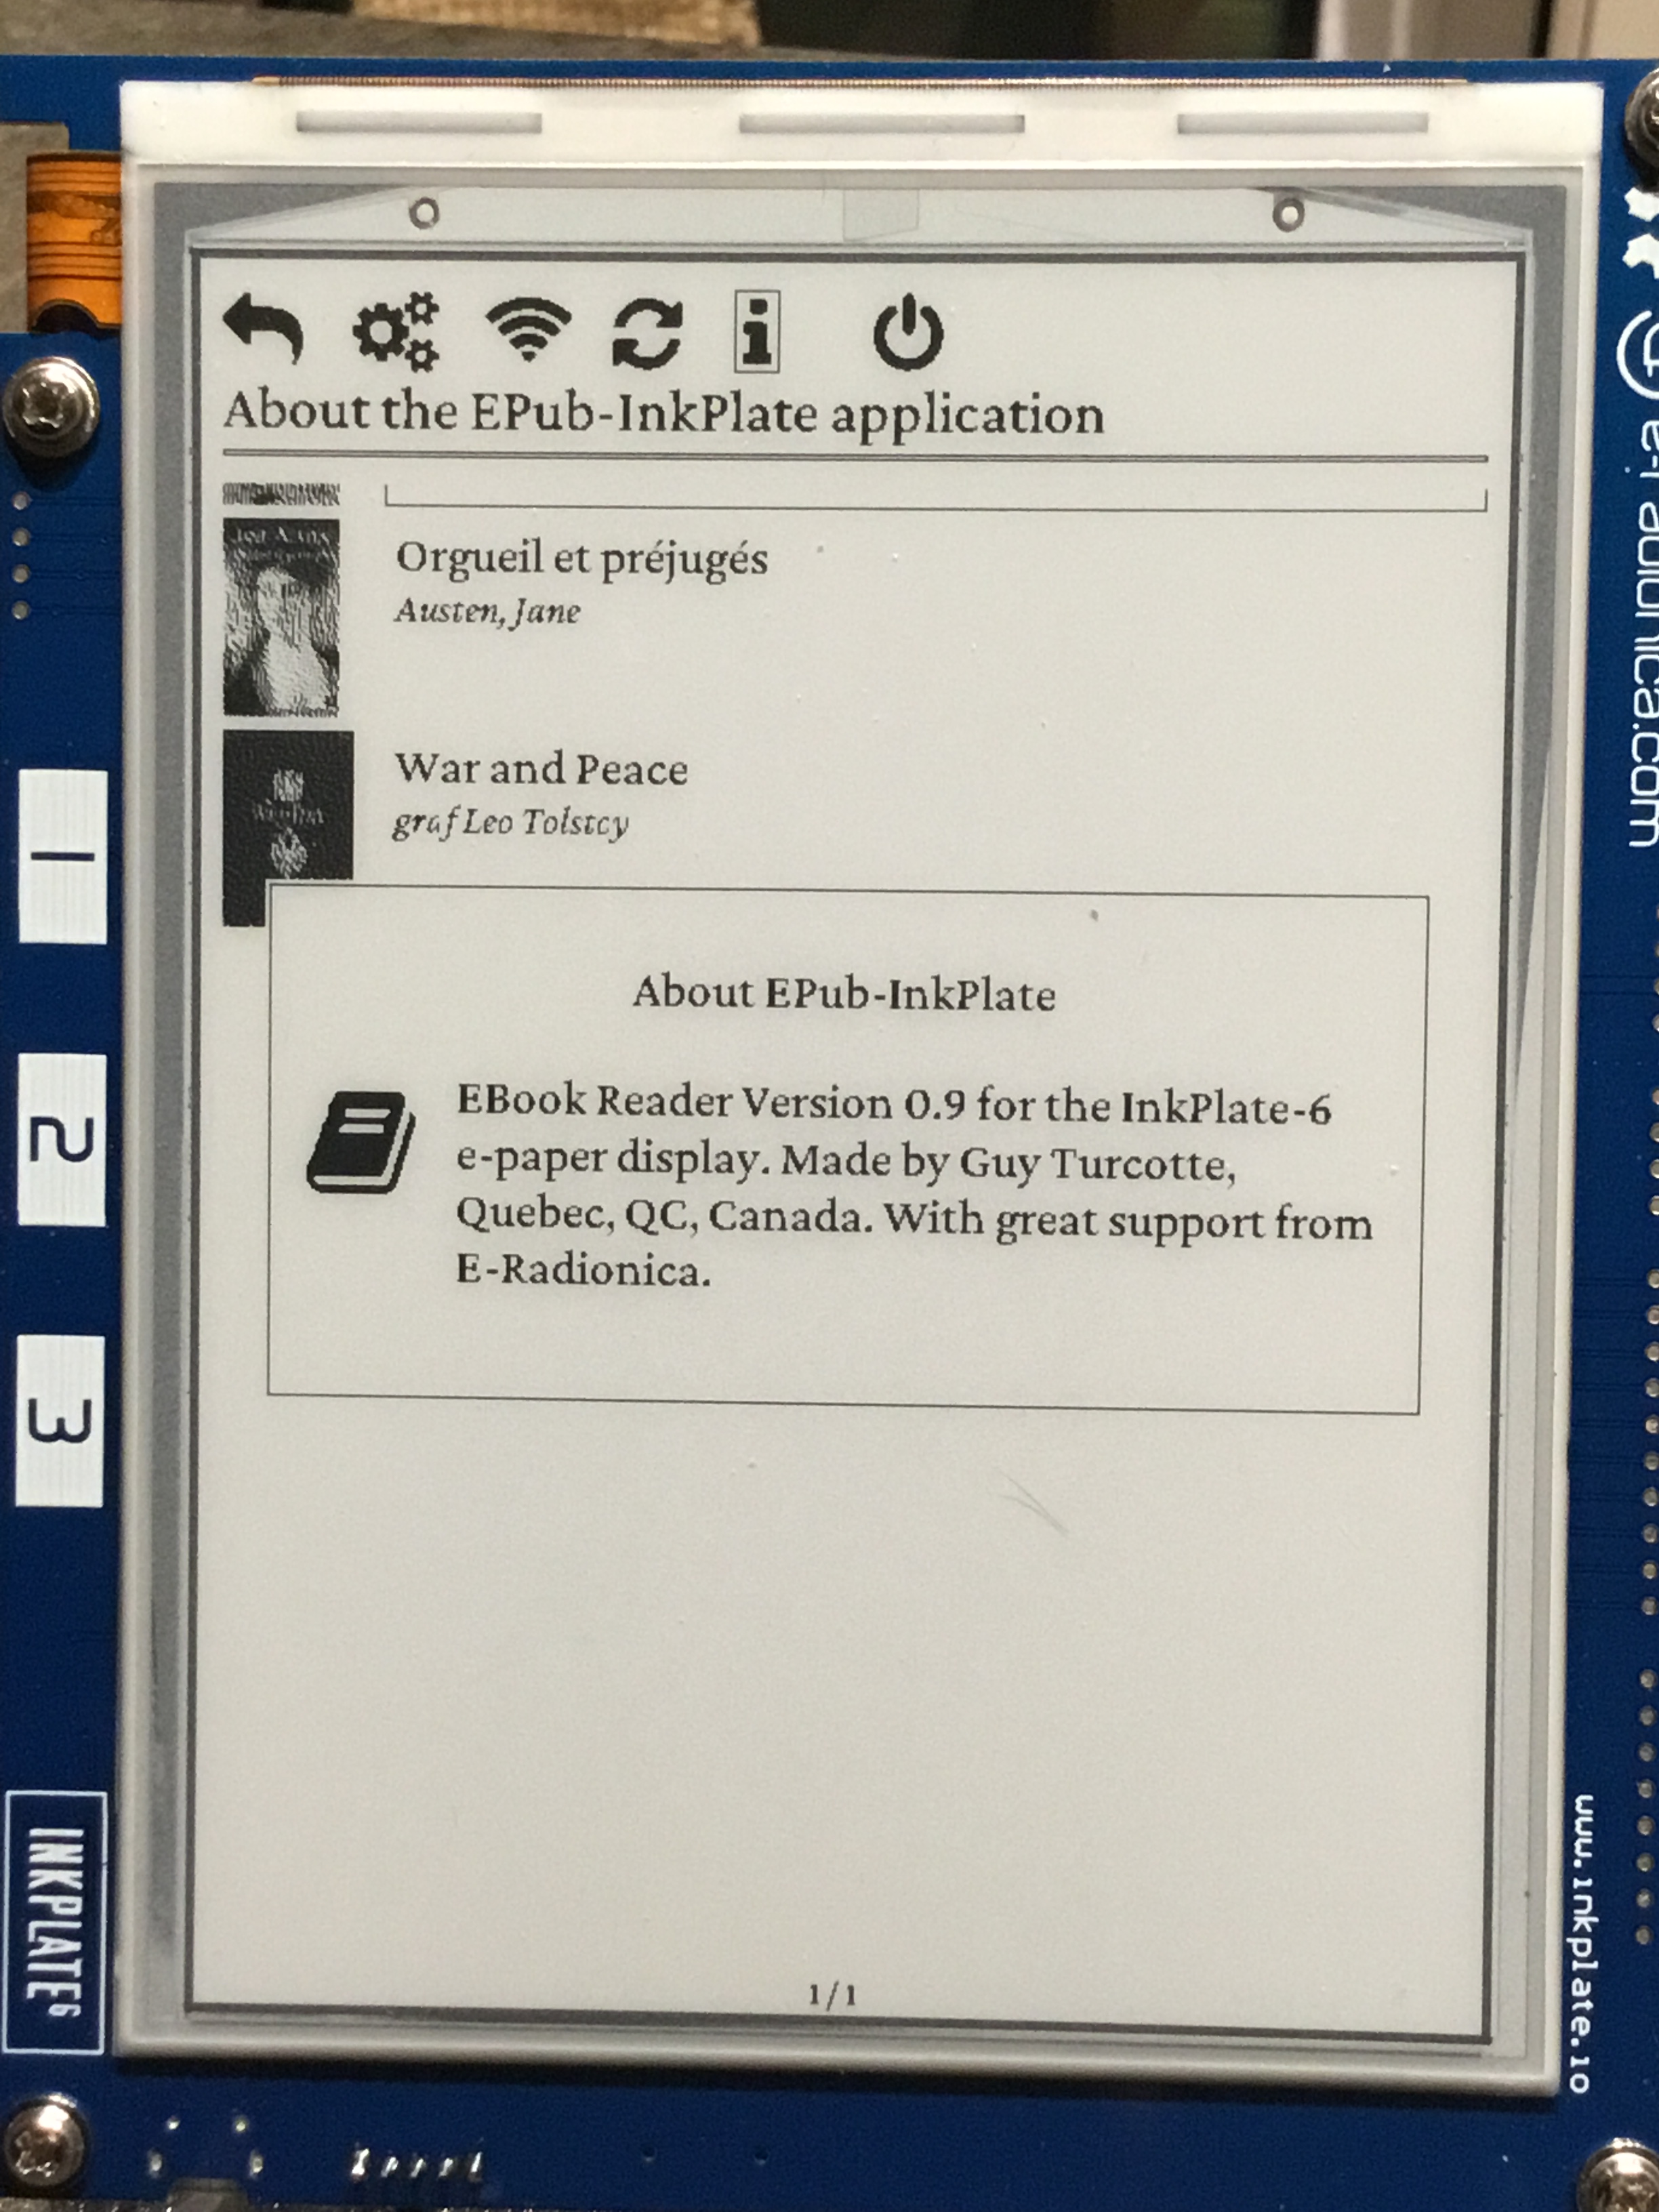 About the EPub-InkPlate application
Orgueil et préjugés
Austen, Jane
War and Peace
graf Leo Tolstoy
About EPub-InkPlate
EBook Reader Version 0.9 for the InkPlate-6
e-paper display. Made by Guy Turcotte,
Quebec, QC, Canada. With great support from
E-Radionica.
1/1
1
2
3
INKPLATE6
e-radionica.com
www.inkplate.io